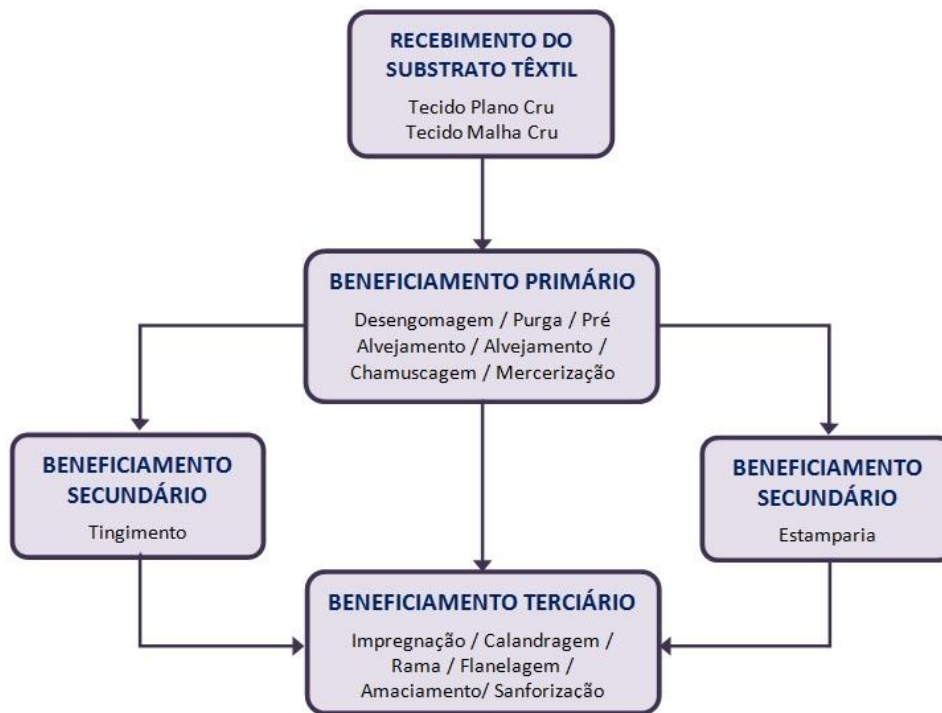 RECEBIMENTO DO
SUBSTRATO TÊXTIL
Tecido Plano Cru
Tecido Malha Cru
BENEFICIAMENTO PRIMÁRIO
Desengomagem / Purga / Pré
Alvejamento / Alvejamento /
Chamuscagem / Mercerização
BENEFICIAMENTO
SECUNDÁRIO
Tingimento
BENEFICIAMENTO
SECUNDÁRIO
Estamparia
BENEFICIAMENTO TERCIÁRIO
Impregnação / Calandragem /
Rama / Flanelagem /
Amaciamento/ Sanforização